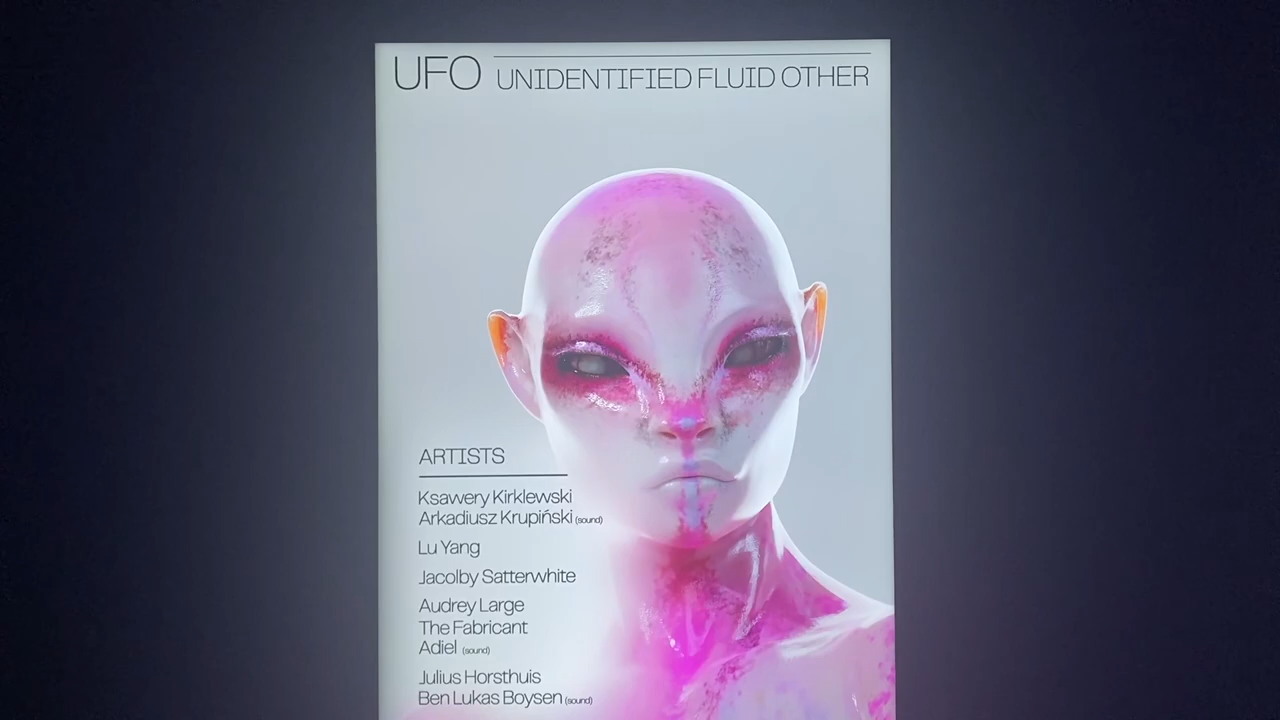 UFO UNIDENTIFIED FLUID OTHER
ARTISTS
Ksawery Kirklewski
Arkadiusz Krupiński (sound)
Lu Yang
Jacolby Satterwhite
Audrey Large
The Fabricant
Adiel (sound)
Julius Horsthuis
Ben Lukas Boysen (sound)